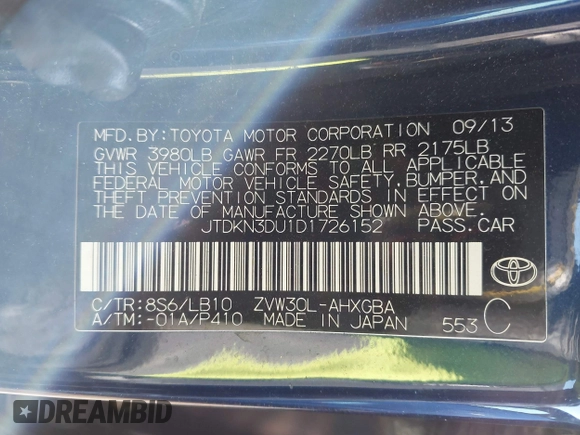 MFD.BY:TOYOTA MOTOR CORPORATION 09/13
GVWR 3980LB GAWR FR 2270LB RR 2175LB
THIS VEHICLE CONFORMS TO ALL APPLICABLE
FEDERAL MOTOR VEHICLE SAFETY,BUMPER,AND
THEFT PREVENTION STANDARDS IN EFFECT ON
THE DATE OF MANUFACTURE SHOWN ABOVE.
JTDKN3DU1D1726152 PASS.CAR
C/TR:8S6/LB10 ZVW30L-AHXGBA
A/TM:-01A/P410 MADE IN JAPAN 553 C
DREAMBID